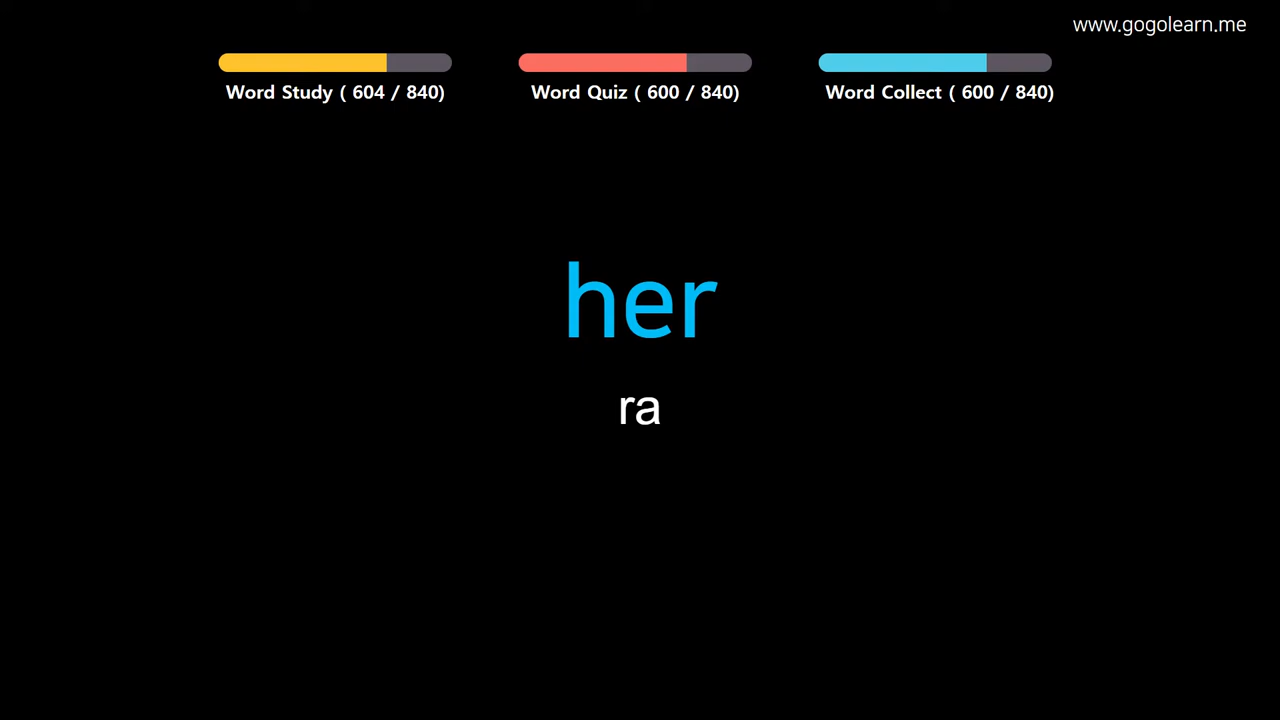 www.gogolearn.me
Word Study ( 604 / 840)
Word Quiz ( 600 / 840)
Word Collect ( 600 / 840)
her
ra